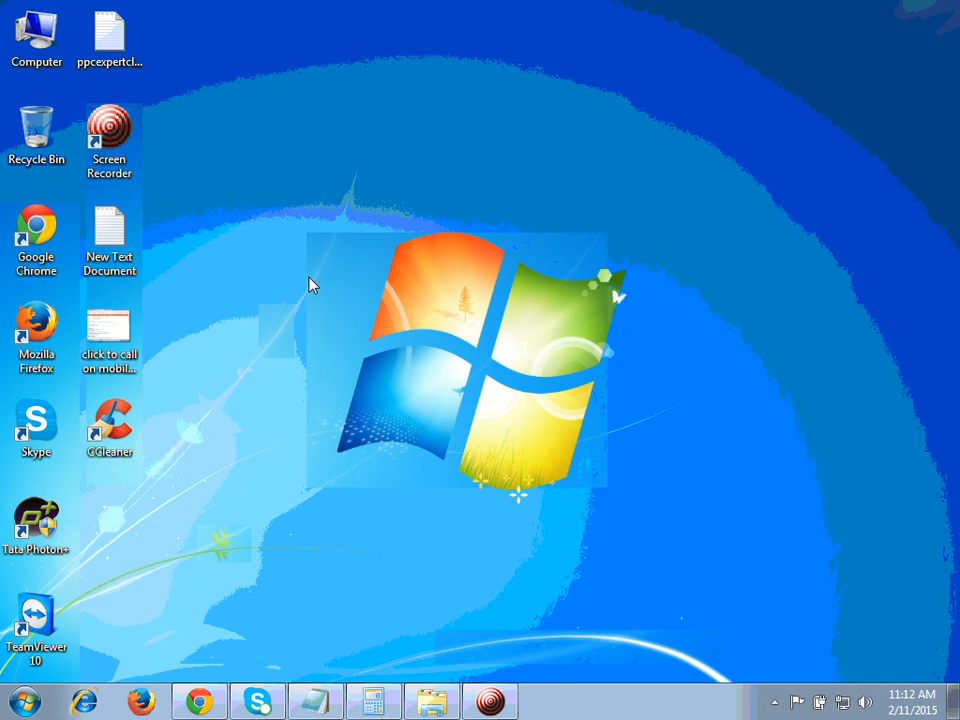 Computer
ppcexpertcl...
Recycle Bin
Screen
Recorder
Google
Chrome
New Text
Document
Mozilla
Firefox
click to call
on mobil...
S
Skype
CCleaner
Tata Photon+
TeamViewer
10
S
11:12 AM
2/11/2015